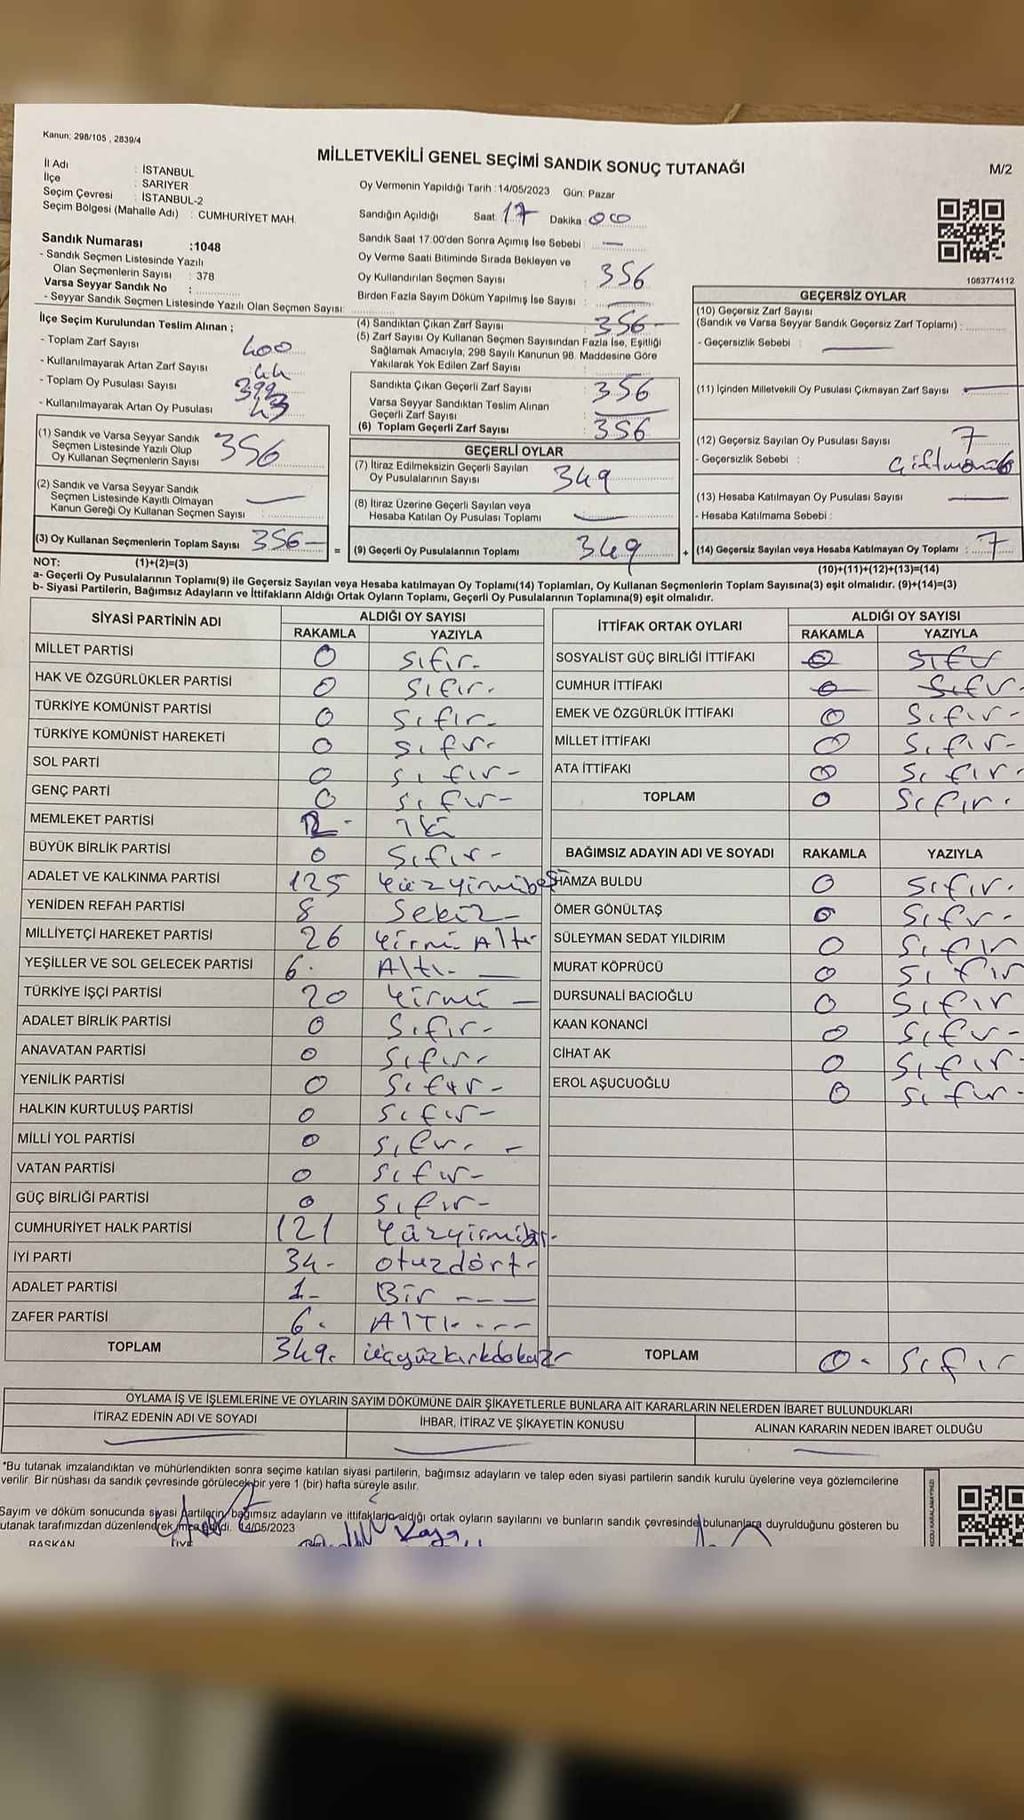 Kanun: 298/105 , 2839/4
MİLLETVEKİLİ GENEL SEÇİMİ SANDIK SONUÇ TUTANAĞI
M/2
İl Adı : İSTANBUL
İlçe : SARIYER
Seçim Çevresi : İSTANBUL-2
Seçim Bölgesi (Mahalle Adı) : CUMHURİYET MAH.
Sandık Numarası :1048
- Sandık Seçmen Listesinde Yazılı
Olan Seçmenlerin Sayısı : 378
Varsa Seyyar Sandık No :
- Seyyar Sandık Seçmen Listesinde Yazılı Olan Seçmen Sayısı:
İlçe Seçim Kurulundan Teslim Alınan ;
- Toplam Zarf Sayısı 400
- Kullanılmayarak Artan Zarf Sayısı 44
- Toplam Oy Pusulası Sayısı
- Kullanılmayarak Artan Oy Pusulası 43
(1) Sandık ve Varsa Seyyar Sandık
Seçmen Listesinde Yazılı Olup
Oy Kullanan Seçmenlerin Sayısı 356
(2) Sandık ve Varsa Seyyar Sandık
Seçmen Listesinde Kayıtlı Olmayan
Kanun Gereği Oy Kullanan Seçmen Sayısı —
(3) Oy Kullanan Seçmenlerin Toplam Sayısı 356 —
Oy Vermenin Yapıldığı Tarih : 14/05/2023 Gün: Pazar
Sandığın Açıldığı Saat: 17 Dakika : 00
Sandık Saat 17:00'den Sonra Açımış İse Sebebi : —
Oy Verme Saati Bitiminde Sırada Bekleyen ve
Oy Kullandırılan Seçmen Sayısı : 356
Birden Fazla Sayım Döküm Yapılmış İse Sayısı : —
(4) Sandıktan Çıkan Zarf Sayısı : 356 —
(5) Zarf Sayısı Oy Kullanan Seçmen Sayısından Fazla İse, Eşitliği
Sağlamak Amacıyla, 298 Sayılı Kanunun 98. Maddesine Göre
Yakılarak Yok Edilen Zarf Sayısı :
Sandıkta Çıkan Geçerli Zarf Sayısı : 356
Varsa Seyyar Sandıktan Teslim Alınan
Geçerli Zarf Sayısı : —
(6) Toplam Geçerli Zarf Sayısı : 356
GEÇERLİ OYLAR
(7) İtiraz Edilmeksizin Geçerli Sayılan
Oy Pusulalarının Sayısı : 349
(8) İtiraz Üzerine Geçerli Sayılan veya
Hesaba Katılan Oy Pusulası Toplamı : —
= (9) Geçerli Oy Pusulalarının Toplamı : 349
1083774112
GEÇERSİZ OYLAR
(10) Geçersiz Zarf Sayısı
(Sandık ve Varsa Seyyar Sandık Geçersiz Zarf Toplamı) :
- Geçersizlik Sebebi : —
(11) İçinden Milletvekili Oy Pusulası Çıkmayan Zarf Sayısı : —
(12) Geçersiz Sayılan Oy Pusulası Sayısı : 7
- Geçersizlik Sebebi :
(13) Hesaba Katılmayan Oy Pusulası Sayısı : —
- Hesaba Katılmama Sebebi :
+ (14) Geçersiz Sayılan veya Hesaba Katılmayan Oy Toplamı : 7
NOT: (1)+(2)=(3)
(10)+(11)+(12)+(13)=(14)
a- Geçerli Oy Pusulalarının Toplamı(9) ile Geçersiz Sayılan veya Hesaba katılmayan Oy Toplamı(14) Toplamları, Oy Kullanan Seçmenlerin Toplam Sayısına(3) eşit olmalıdır. (9)+(14)=(3)
b- Siyasi Partilerin, Bağımsız Adayların ve İttifakların Aldığı Ortak Oyların Toplamı, Geçerli Oy Pusulalarının Toplamına(9) eşit olmalıdır.
SİYASİ PARTİNİN ADI ALDIĞI OY SAYISI
RAKAMLA YAZIYLA
MİLLET PARTİSİ 0 Sıfır-
HAK VE ÖZGÜRLÜKLER PARTİSİ 0 Sıfır.
TÜRKİYE KOMÜNİST PARTİSİ 0 Sıfır-
TÜRKİYE KOMÜNİST HAREKETİ 0 Sıfır
SOL PARTİ 0 Sıfır-
GENÇ PARTİ 0 Sıfır-
MEMLEKET PARTİSİ 2- İki
BÜYÜK BİRLİK PARTİSİ 0 Sıfır-
ADALET VE KALKINMA PARTİSİ 125 Yüzyirmibeş
YENİDEN REFAH PARTİSİ 8 Sekiz-
MİLLİYETÇİ HAREKET PARTİSİ 26 Yirmi Altı
YEŞİLLER VE SOL GELECEK PARTİSİ 6. Altı- —
TÜRKİYE İŞÇİ PARTİSİ 20 Yirmi —
ADALET BİRLİK PARTİSİ 0 Sıfır-
ANAVATAN PARTİSİ 0 Sıfır-
YENİLİK PARTİSİ 0 Sıfır-
HALKIN KURTULUŞ PARTİSİ 0 Sıfır-
MİLLİ YOL PARTİSİ 0 Sıfır- -
VATAN PARTİSİ 0 Sıfır-
GÜÇ BİRLİĞİ PARTİSİ 0 Sıfır-
CUMHURİYET HALK PARTİSİ 121 Yüzyirmibir-
İYİ PARTİ 34- otuzdört-
ADALET PARTİSİ 1- Bir ---
ZAFER PARTİSİ 6. ALTI- ---
TOPLAM 349. üçyüzkırkdokuz-
İTTİFAK ORTAK OYLARI ALDIĞI OY SAYISI
RAKAMLA YAZIYLA
SOSYALİST GÜÇ BİRLİĞİ İTTİFAKI 0 Sıfır
CUMHUR İTTİFAKI 0 Sıfır-
EMEK VE ÖZGÜRLÜK İTTİFAKI 0 Sıfır-
MİLLET İTTİFAKI 0 Sıfır-
ATA İTTİFAKI 0 Sıfır
TOPLAM 0 Sıfır.
BAĞIMSIZ ADAYIN ADI VE SOYADI RAKAMLA YAZIYLA
HAMZA BULDU 0 Sıfır.
ÖMER GÖNÜLTAŞ 0 Sıfır-
SÜLEYMAN SEDAT YILDIRIM 0 Sıfır
MURAT KÖPRÜCÜ 0 Sıfır
DURSUNALİ BACIOĞLU 0 Sıfır
KAAN KONANCİ 0 Sıfır-
CİHAT AK 0 Sıfır-
EROL AŞUCUOĞLU 0 Sıfır-
TOPLAM 0- Sıfır
OYLAMA İŞ VE İŞLEMLERİNE VE OYLARIN SAYIM DÖKÜMÜNE DAİR ŞİKAYETLERLE BUNLARA AİT KARARLARIN NELERDEN İBARET BULUNDUKLARI
İTİRAZ EDENİN ADI VE SOYADI İHBAR, İTİRAZ VE ŞİKAYETİN KONUSU ALINAN KARARIN NEDEN İBARET OLDUĞU
*Bu tutanak imzalandıktan ve mühürlendikten sonra seçime katılan siyasi partilerin, bağımsız adayların ve talep eden siyasi partilerin sandık kurulu üyelerine veya gözlemcilerine
verilir. Bir nüshası da sandık çevresinde görülecek bir yere 1 (bir) hafta süreyle asılır.
Sayım ve döküm sonucunda siyasi partilerin, bağımsız adayların ve ittifakların aldığı ortak oyların sayılarını ve bunların sandık çevresinde bulunanlara duyrulduğunu gösteren bu
utanak tarafımızdan düzenlendrek 14/05/2023
BAŞKAN ÜYE